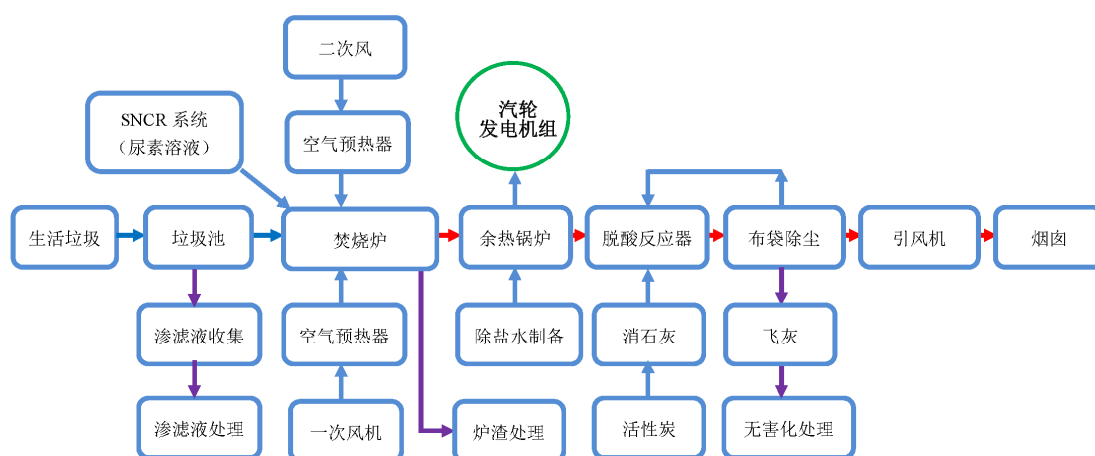 二次风
汽轮
发电机组
SNCR 系统
（尿素溶液）
空气预热器
生活垃圾
垃圾池
焚烧炉
余热锅炉
脱酸反应器
布袋除尘
引风机
烟囱
渗滤液收集
空气预热器
除盐水制备
消石灰
飞灰
渗滤液处理
一次风机
炉渣处理
活性炭
无害化处理